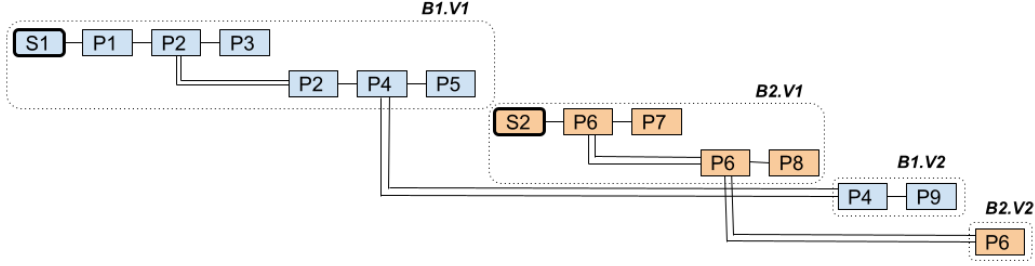 B1.V1
S1 P1 P2 P3
P2 P4 P5
B2.V1
S2 P6 P7
P6 P8
B1.V2
P4 P9
B2.V2
P6